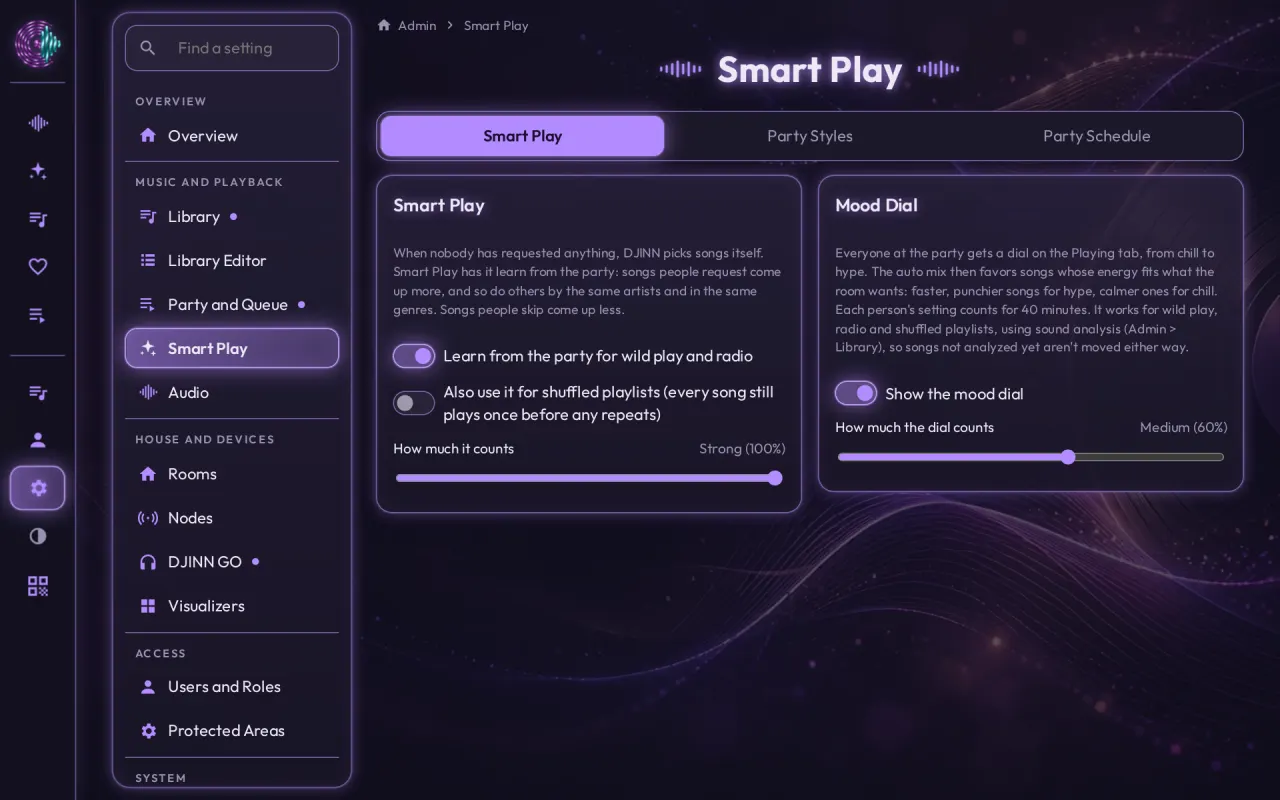 Find a setting
OVERVIEW
Overview
MUSIC AND PLAYBACK
Library
Library Editor
Party and Queue
Smart Play
Audio
HOUSE AND DEVICES
Rooms
Nodes
DJINN GO
Visualizers
ACCESS
Users and Roles
Protected Areas
SYSTEM
Admin > Smart Play
Smart Play
Smart Play
Party Styles
Party Schedule
Smart Play
When nobody has requested anything, DJINN picks songs itself.
Smart Play has it learn from the party: songs people request come
up more, and so do others by the same artists and in the same
genres. Songs people skip come up less.
Learn from the party for wild play and radio
Also use it for shuffled playlists (every song still
plays once before any repeats)
How much it counts
Strong (100%)
Mood Dial
Everyone at the party gets a dial on the Playing tab, from chill to
hype. The auto mix then favors songs whose energy fits what the
room wants: faster, punchier songs for hype, calmer ones for chill.
Each person's setting counts for 40 minutes. It works for wild play,
radio and shuffled playlists, using sound analysis (Admin >
Library), so songs not analyzed yet aren't moved either way.
Show the mood dial
How much the dial counts
Medium (60%)